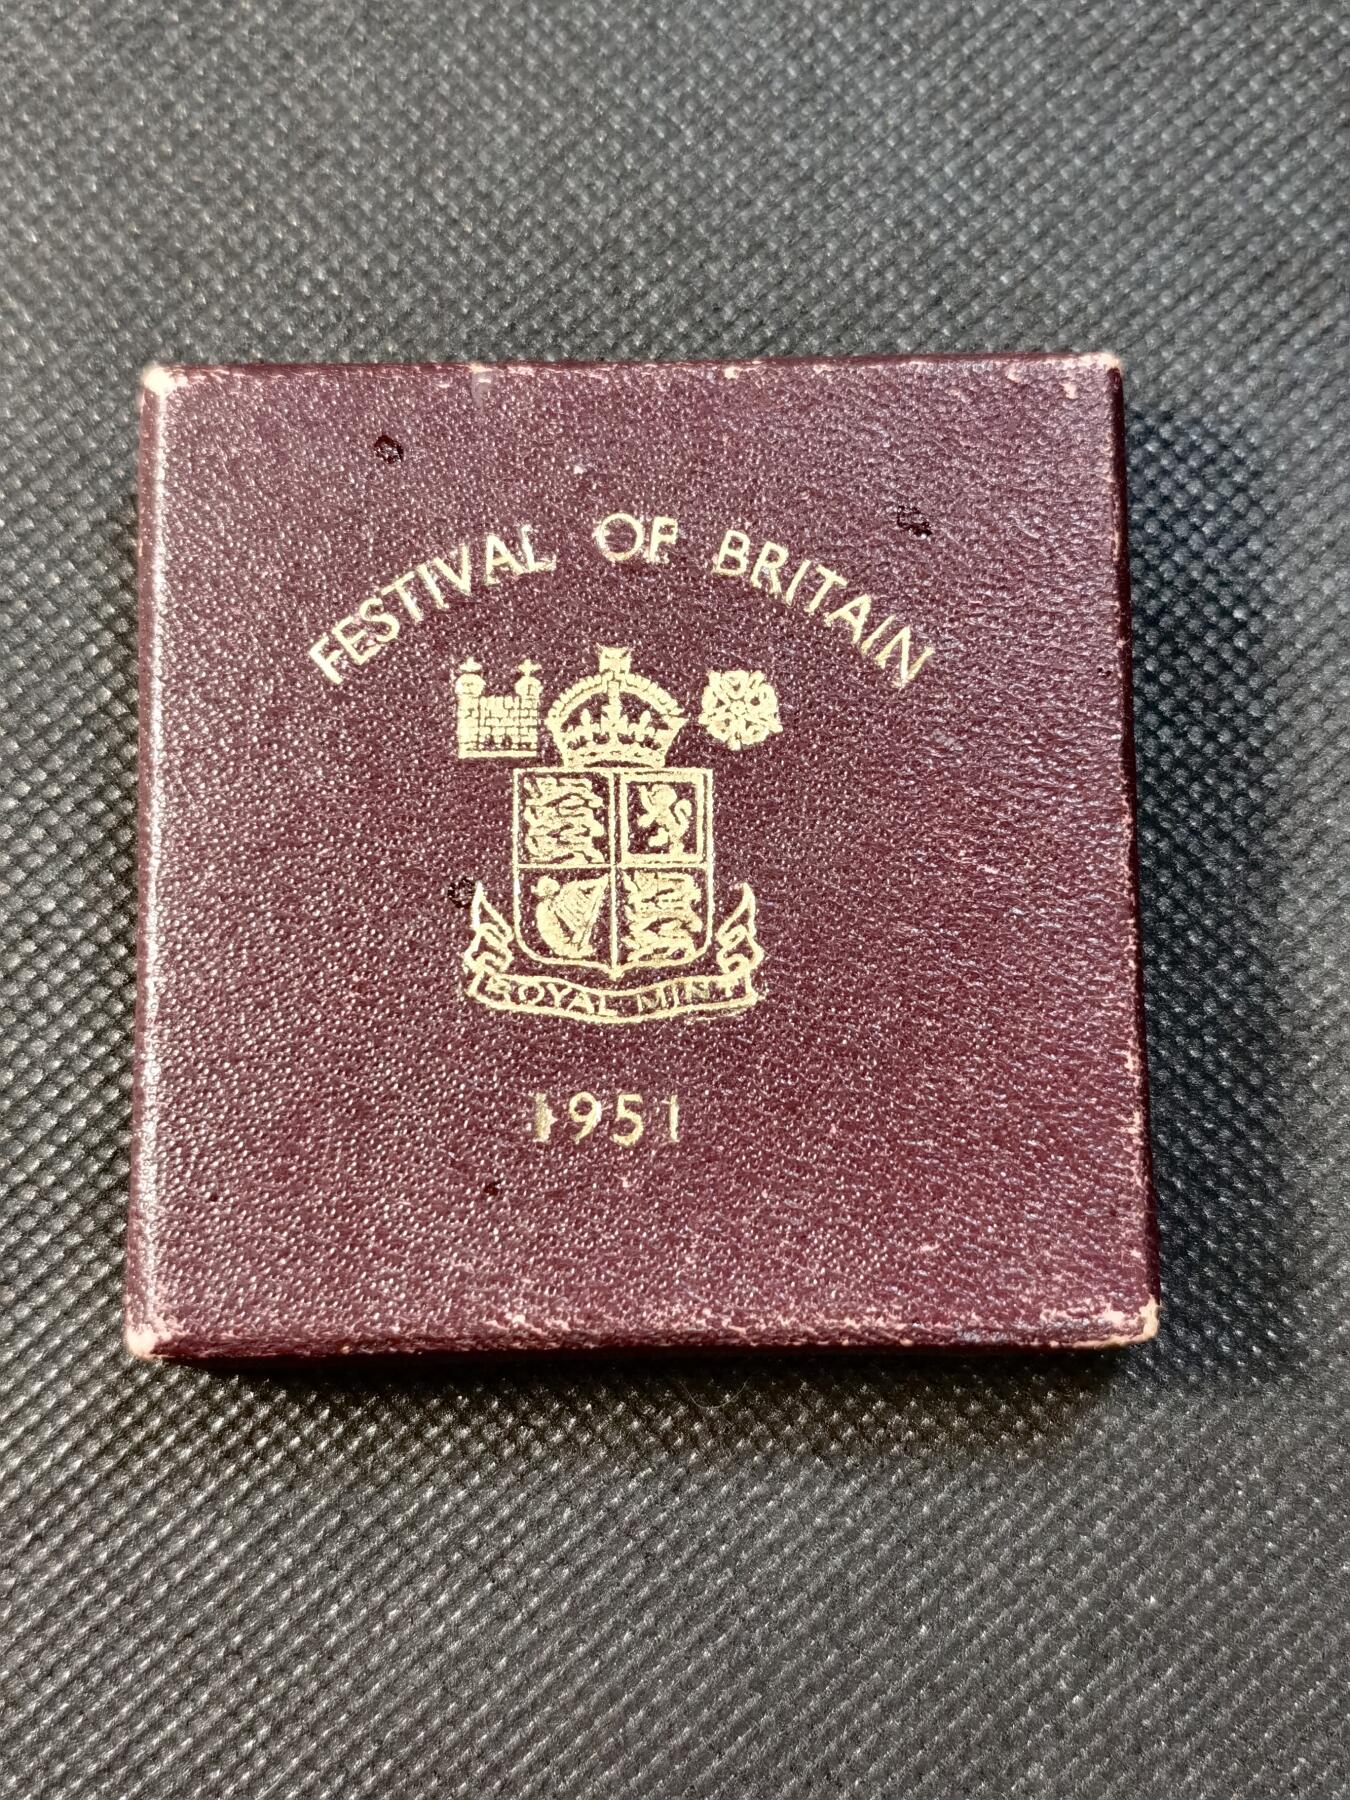 FESTIVAL OF BRITAIN
ROYAL MINT
1951